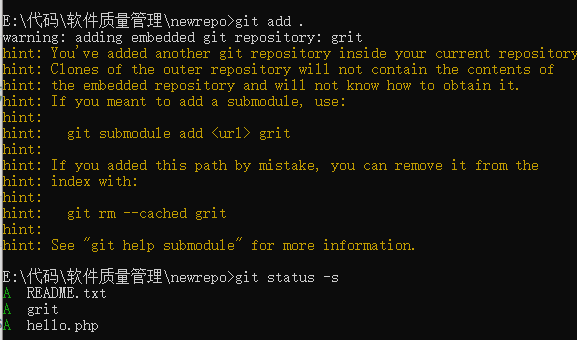 E:\代码\软件质量管理\newrepo>git add .
warning: adding embedded git repository: grit
hint: You've added another git repository inside your current repository
hint: Clones of the outer repository will not contain the contents of
hint: the embedded repository and will not know how to obtain it.
hint: If you meant to add a submodule, use:
hint:
hint:   git submodule add <url> grit
hint:
hint: If you added this path by mistake, you can remove it from the
hint: index with:
hint:
hint:   git rm --cached grit
hint:
hint: See "git help submodule" for more information.
E:\代码\软件质量管理\newrepo>git status -s
A  README.txt
A  grit
A  hello.php